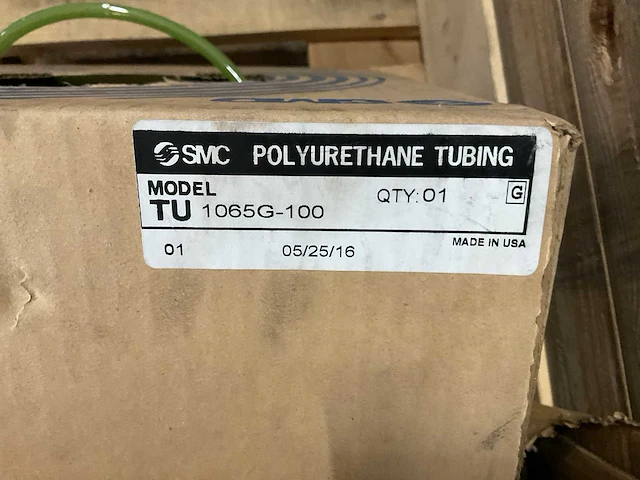 SMC POLYURETHANE TUBING
MODEL
TU 1065G-100
QTY: 01
G
01
05/25/16
MADE IN USA